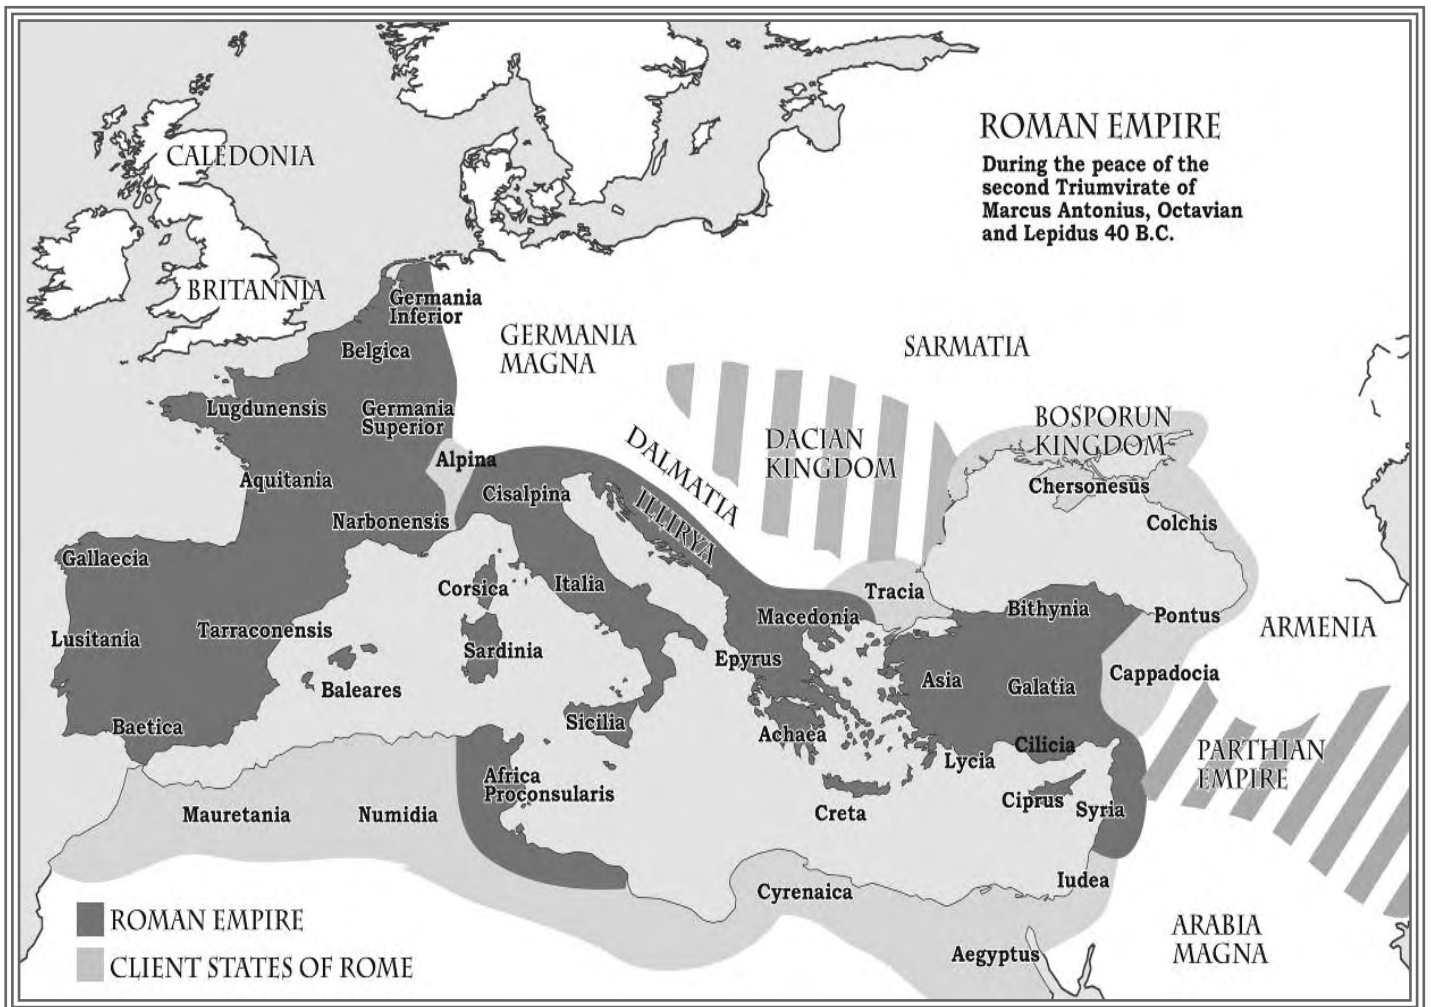 ROMAN EMPIRE
During the peace of the
second Triumvirate of
Marcus Antonius, Octavian
and Lepidus 40 B.C.
CALEDONIA
BRITANNIA
Germania
Inferior
Belgica
GERMANIA
MAGNA
SARMATIA
Lugdunensis
Germania
Superior
Alpina
DALMATIA
DACIAN
KINGDOM
BOSPORUN
KINGDOM
Chersonesus
Aquitania
Cisalpina
ILLIRYA
Narbonensis
Colchis
Gallaecia
Corsica
Italia
Tracia
Macedonia
Bithynia
Pontus
ARMENIA
Lusitania
Tarraconensis
Sardinia
Epyrus
Asia
Galatia
Cappadocia
Baleares
Baetica
Sicilia
Achaea
Lycia
Cilicia
PARTHIAN
EMPIRE
Africa
Proconsularis
Mauretania
Numidia
Creta
Ciprus
Syria
Cyrenaica
Iudea
Aegyptus
ARABIA
MAGNA
ROMAN EMPIRE
CLIENT STATES OF ROME